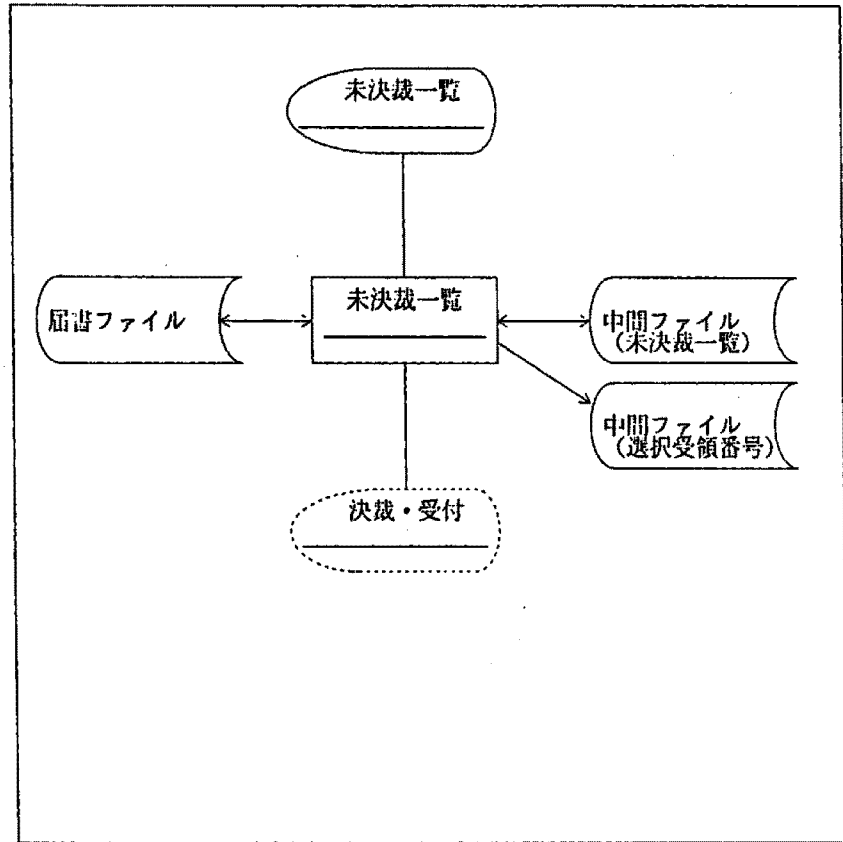 未決裁一覧
届書ファイル
未決裁一覧
中間ファイル
（未決裁一覧）
中間ファイル
（選択受領番号）
決裁・受付